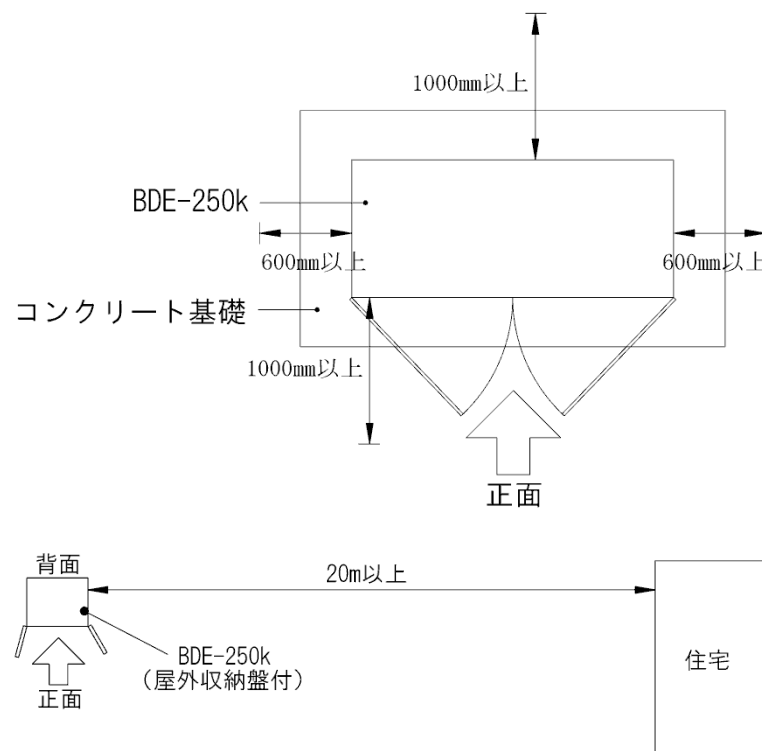 1000mm以上
BDE-250k
600mm以上
600mm以上
コンクリート基礎
1000mm以上
正面
背面
20m以上
BDE-250k
（屋外収納盤付）
正面
住宅